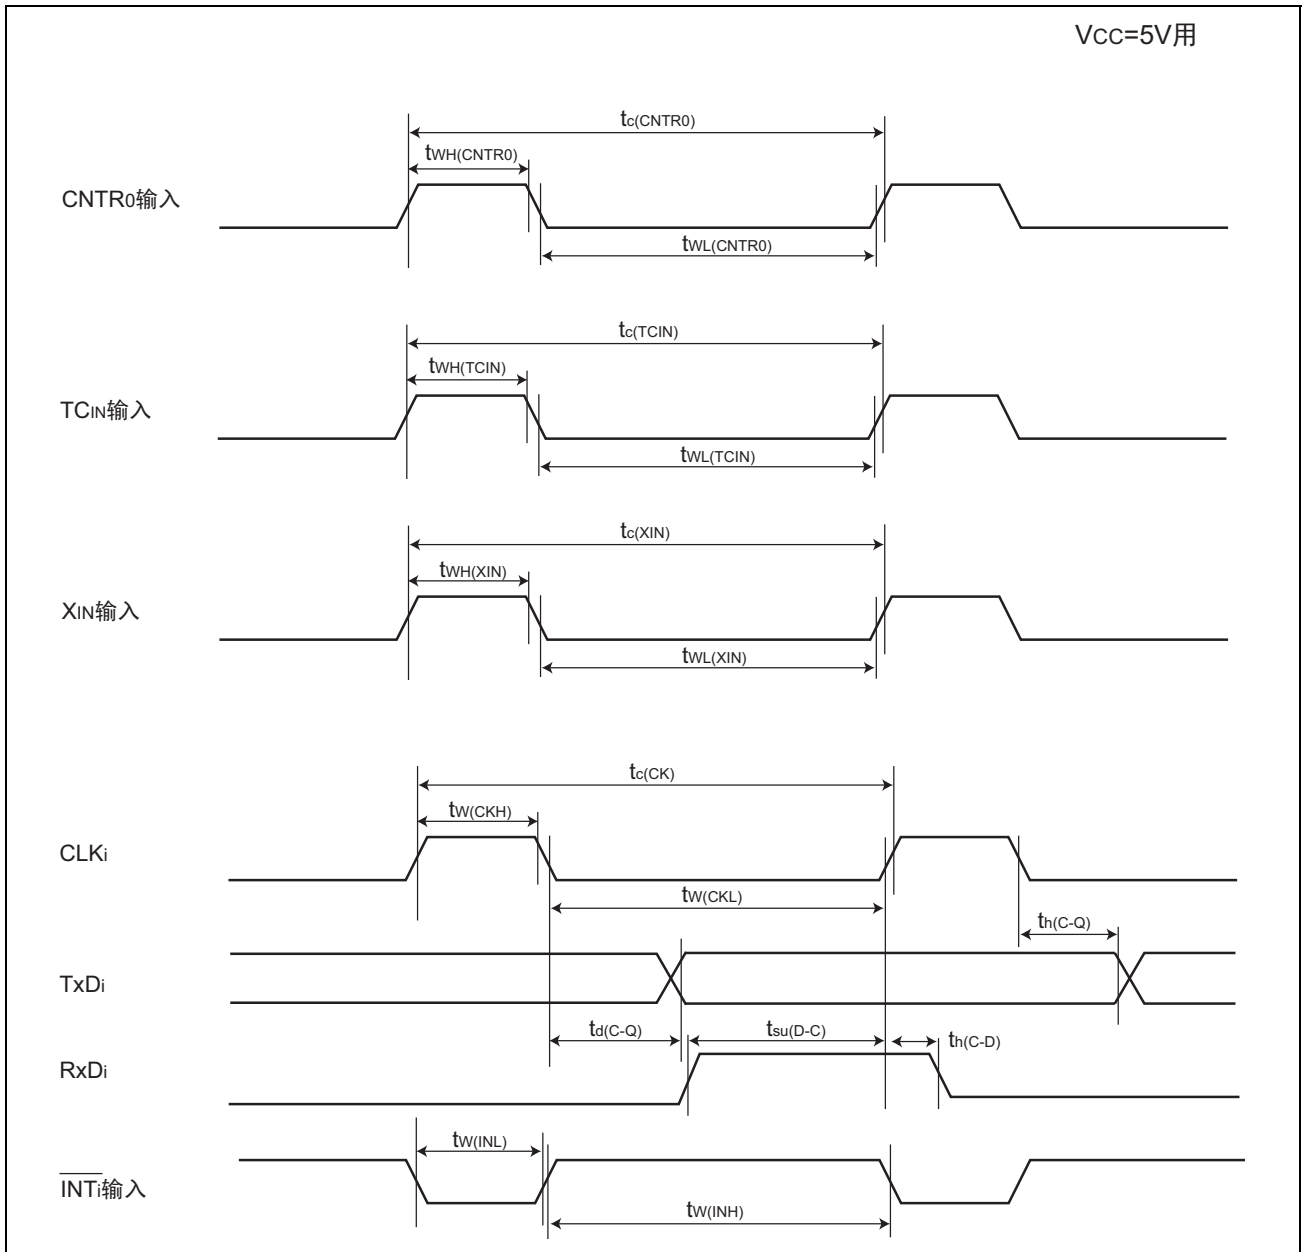 VCC=5V用
tc(CNTR0)
tWH(CNTR0)
CNTR0输入
tWL(CNTR0)
tc(TCIN)
tWH(TCIN)
TCIN输入
tWL(TCIN)
tc(XIN)
tWH(XIN)
XIN输入
tWL(XIN)
tc(CK)
tW(CKH)
CLKi
tW(CKL)
th(C-Q)
TxDi
td(C-Q)
tsu(D-C)
th(C-D)
RxDi
tW(INL)
INTi输入
tW(INH)